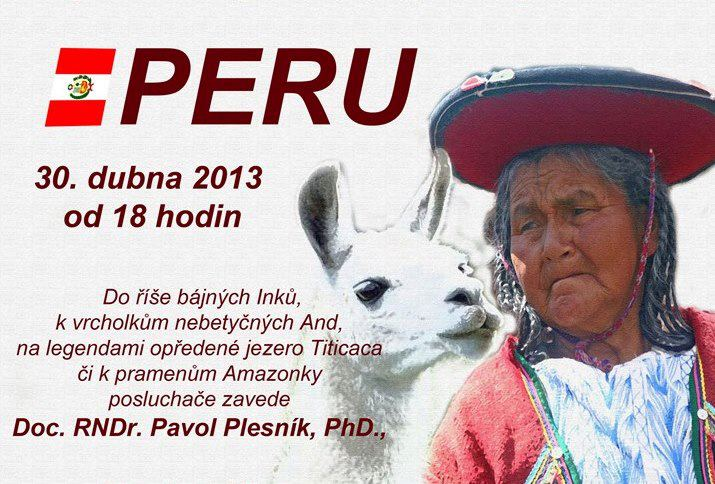 PERU
30. dubna 2013
od 18 hodin
Do říše bájných Inků,
k vrcholkům nebetyčných And,
na legendami opředené jezero Titicaca
či k pramenům Amazonky
posluchače zavede
Doc. RNDr. Pavol Plesník, PhD.,